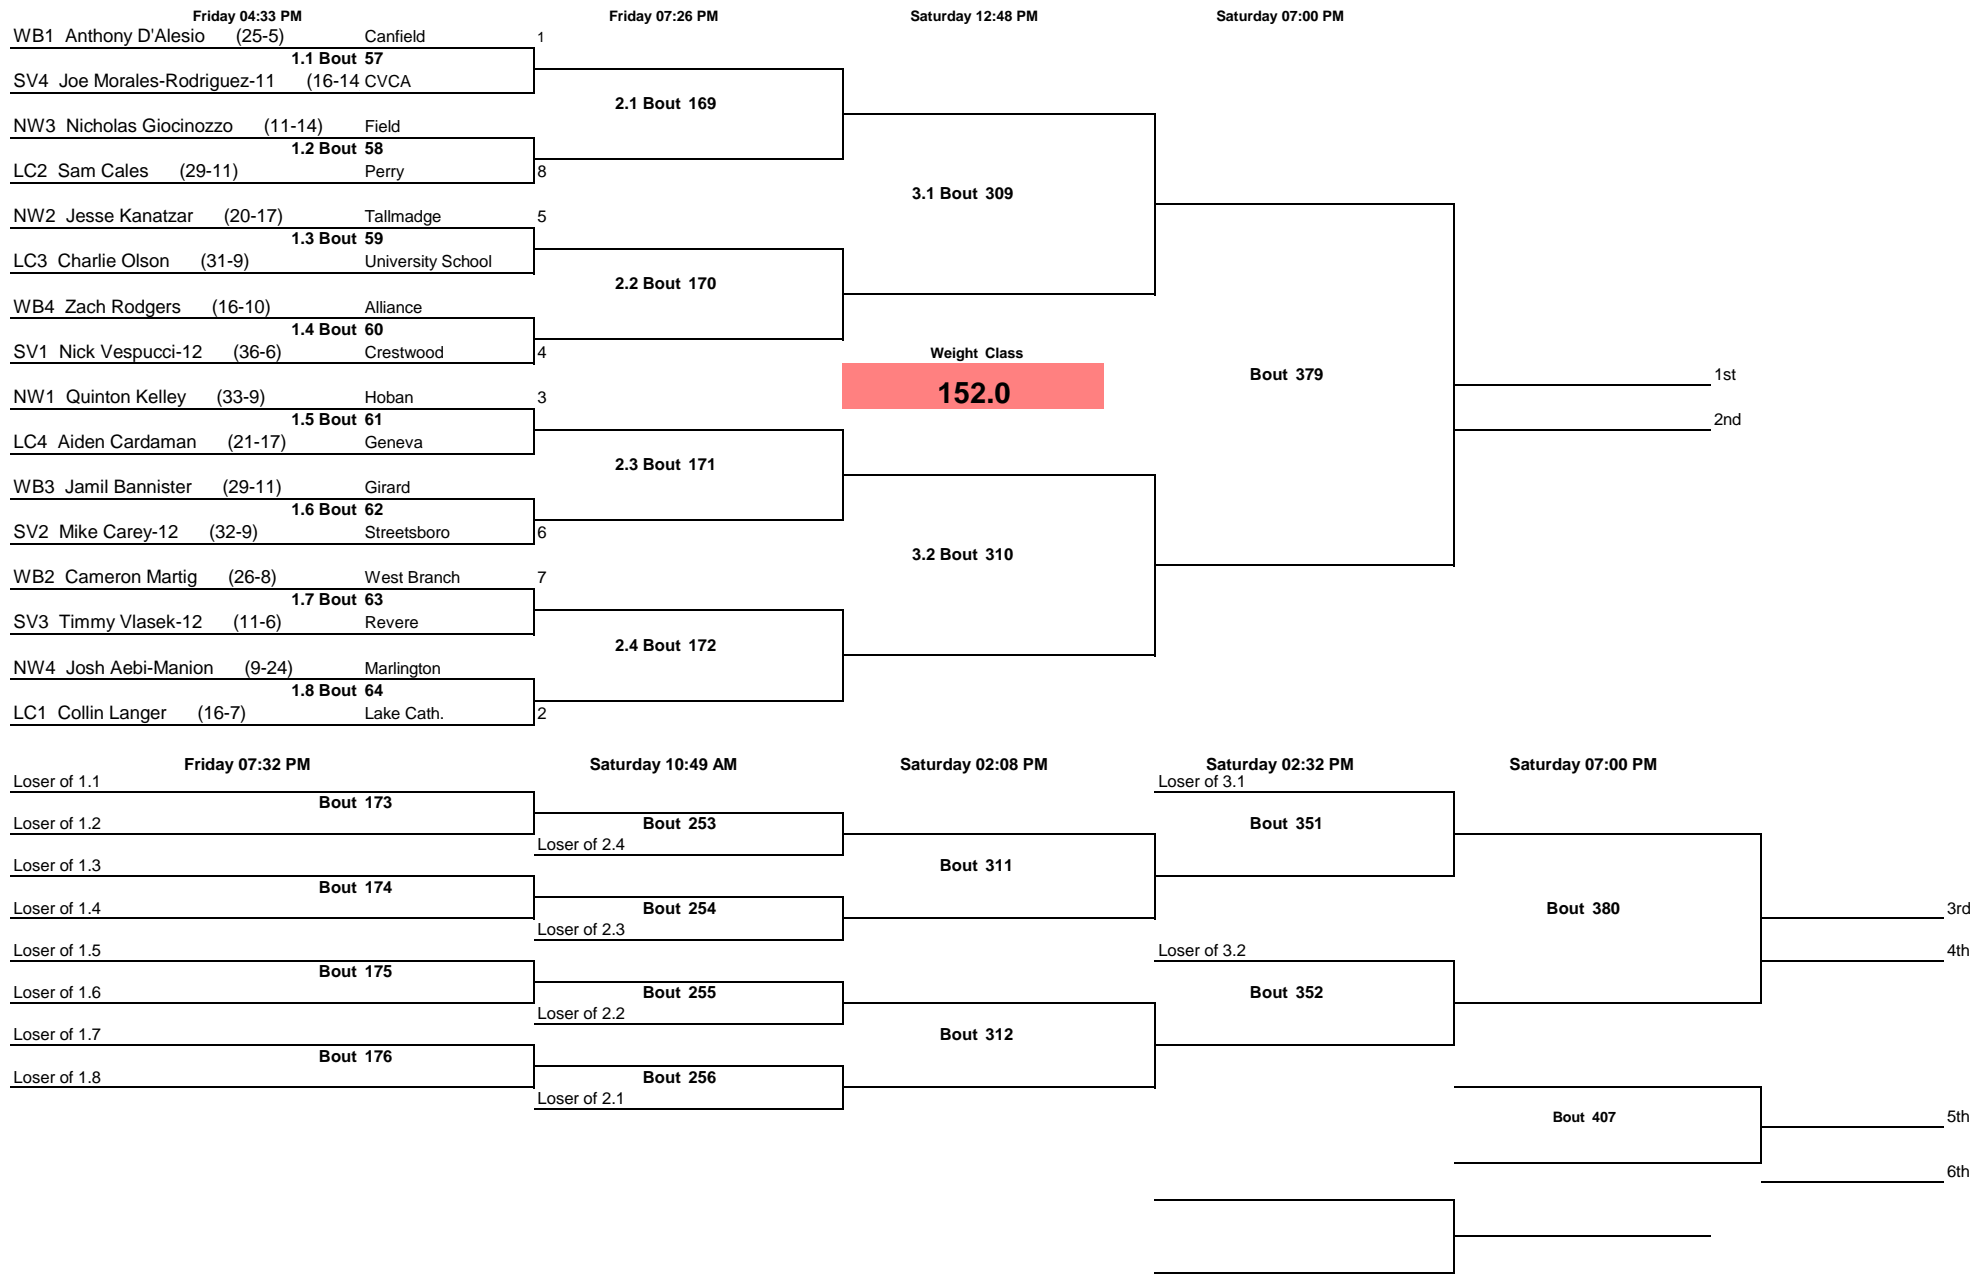 Friday 04:33 PM Friday 07:26 PM Saturday 12:48 PM Saturday 07:00 PM
WB1 Anthony D'Alesio (25-5) Canfield 1
1.1 Bout 57
SV4 Joe Morales-Rodriguez-11 (16-14 CVCA
2.1 Bout 169
NW3 Nicholas Giocinozzo (11-14) Field
1.2 Bout 58
LC2 Sam Cales (29-11) Perry 8
3.1 Bout 309
NW2 Jesse Kanatzar (20-17) Tallmadge 5
1.3 Bout 59
LC3 Charlie Olson (31-9) University School
2.2 Bout 170
WB4 Zach Rodgers (16-10) Alliance
1.4 Bout 60
SV1 Nick Vespucci-12 (36-6) Crestwood 4
Weight Class
Bout 379
1st
152.0
NW1 Quinton Kelley (33-9) Hoban 3
1.5 Bout 61
2nd
LC4 Aiden Cardaman (21-17) Geneva
2.3 Bout 171
WB3 Jamil Bannister (29-11) Girard
1.6 Bout 62
SV2 Mike Carey-12 (32-9) Streetsboro 6
3.2 Bout 310
WB2 Cameron Martig (26-8) West Branch 7
1.7 Bout 63
SV3 Timmy Vlasek-12 (11-6) Revere
2.4 Bout 172
NW4 Josh Aebi-Manion (9-24) Marlington
1.8 Bout 64
LC1 Collin Langer (16-7) Lake Cath. 2
Friday 07:32 PM Saturday 10:49 AM Saturday 02:08 PM Saturday 02:32 PM Saturday 07:00 PM
Loser of 1.1 Loser of 3.1
Bout 173
Loser of 1.2 Bout 253 Bout 351
Loser of 2.4
Loser of 1.3 Bout 311
Bout 174
Loser of 1.4 Bout 254 Bout 380 3rd
Loser of 2.3
Loser of 1.5 Loser of 3.2 4th
Bout 175
Loser of 1.6 Bout 255 Bout 352
Loser of 2.2
Loser of 1.7 Bout 312
Bout 176
Loser of 1.8 Bout 256
Loser of 2.1
Bout 407 5th
6th